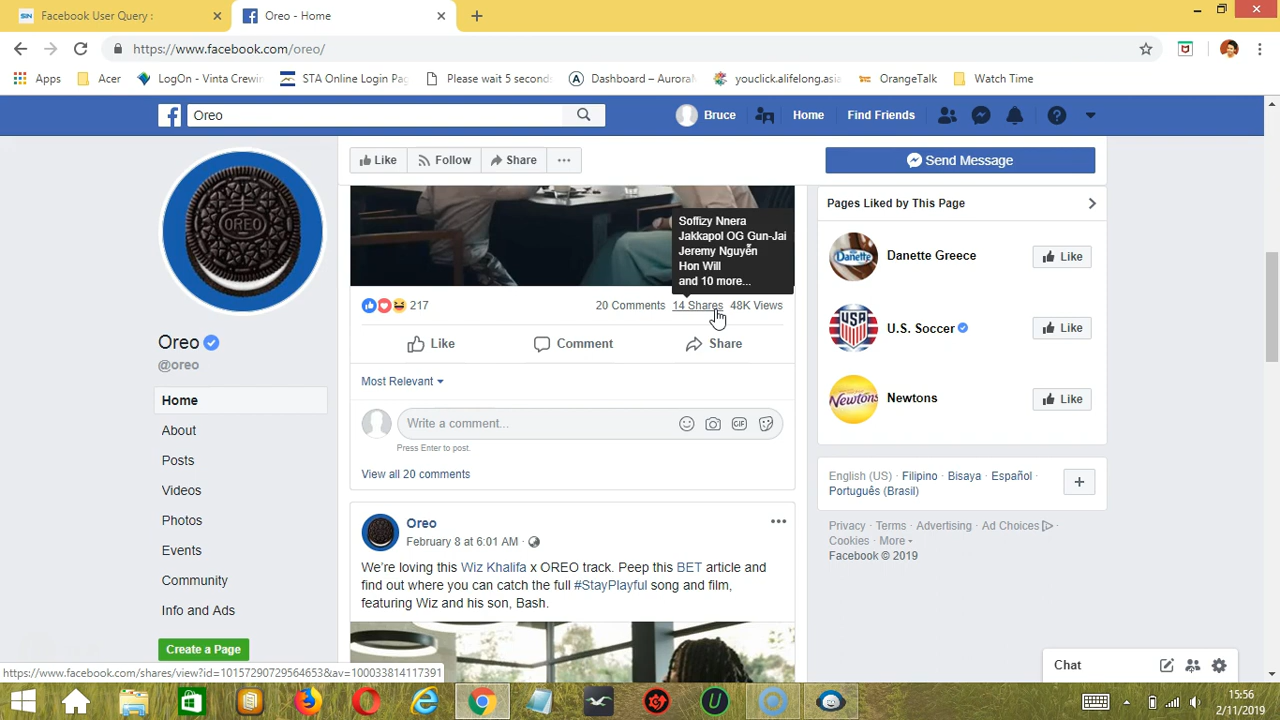 Facebook User Query :
Oreo - Home
https://www.facebook.com/oreo/
Apps
Acer
LogOn - Vinta Crewin
STA Online Login Pag
Please wait 5 seconds
Dashboard – Aurora
youclick.alifelong.asia
OrangeTalk
Watch Time
Oreo
Bruce
Home
Find Friends
Like
Follow
Share
Send Message
OREO
Oreo
@oreo
Home
About
Posts
Videos
Photos
Events
Community
Info and Ads
Create a Page
Soffizy Nnera
Jakkapol OG Gun-Jai
Jeremy Nguyễn
Hon Will
and 10 more...
217
20 Comments 14 Shares 48K Views
Like
Comment
Share
Most Relevant
Write a comment...
GIF
Press Enter to post.
View all 20 comments
Oreo
February 8 at 6:01 AM ·
We're loving this Wiz Khalifa x OREO track. Peep this BET article and
find out where you can catch the full #StayPlayful song and film,
featuring Wiz and his son, Bash.
Pages Liked by This Page
Danette
Danette Greece
Like
USA
U.S. Soccer
Like
Newtons
Newtons
Like
English (US) · Filipino · Bisaya · Español ·
Português (Brasil)
Privacy · Terms · Advertising · Ad Choices ·
Cookies · More
Facebook © 2019
Chat
https://www.facebook.com/shares/view?id=10157290729564653&av=100033814117391
15:56
2/11/2019